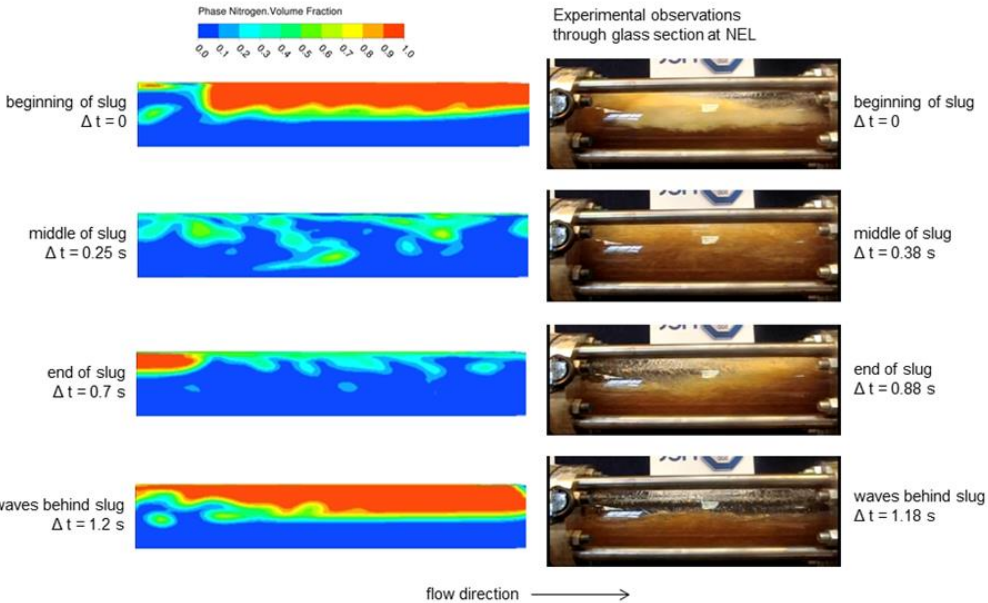 Phase Nitrogen.Volume Fraction
0.0 0.1 0.2 0.3 0.4 0.5 0.6 0.7 0.8 0.9 1.0
Experimental observations
through glass section at NEL
beginning of slug
Δ t = 0
beginning of slug
Δ t = 0
middle of slug
Δ t = 0.25 s
middle of slug
Δ t = 0.38 s
end of slug
Δ t = 0.7 s
end of slug
Δ t = 0.88 s
waves behind slug
Δ t = 1.2 s
waves behind slug
Δ t = 1.18 s
flow direction